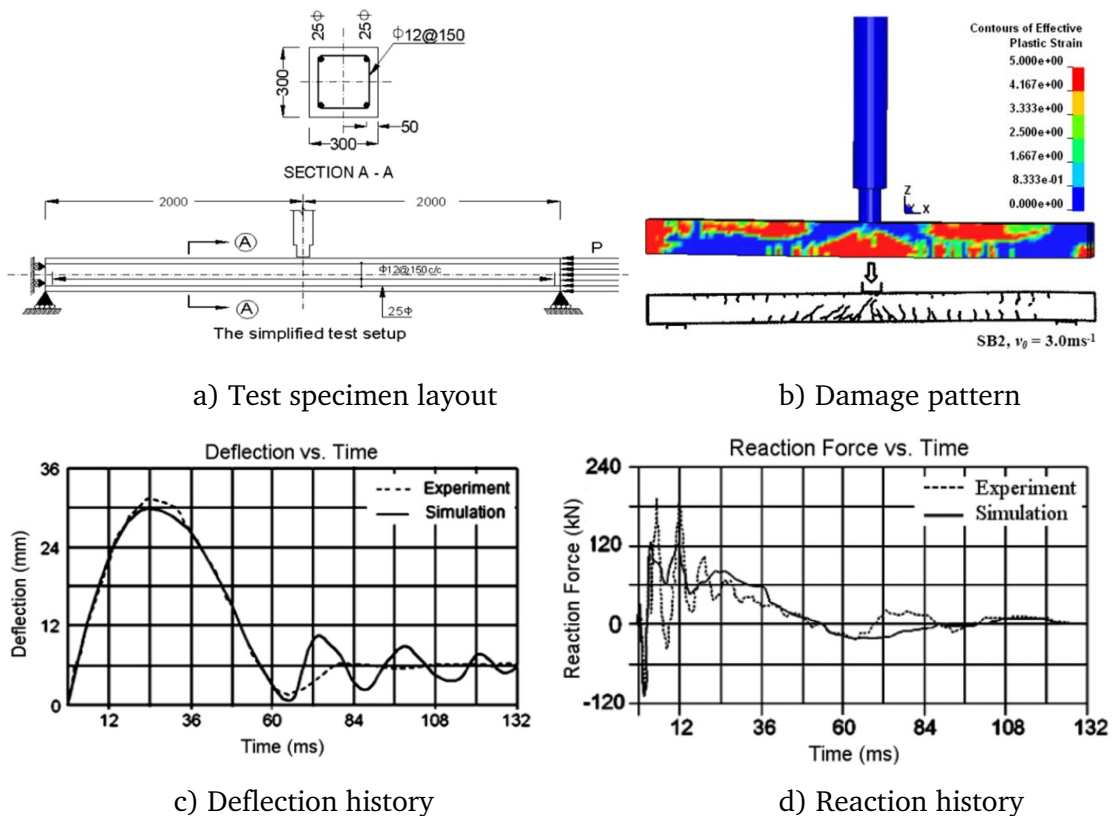 25Φ 25Φ
Φ12@150
300
50
300
SECTION A - A
2000 2000
A
P
Φ12@150c/c
A
25Φ
The simplified test setup
a) Test specimen layout
Contours of Effective
Plastic Strain
5.000e+00
4.167e+00
3.333e+00
2.500e+00
1.667e+00
8.333e-01
0.000e+00
Z
X
SB2, v0 = 3.0ms-1
b) Damage pattern
Deflection vs. Time
Deflection (mm)
36
24
12
0
Experiment
Simulation
12 36 60 84 108 132
Time (ms)
c) Deflection history
Reaction Force vs. Time
Reaction Force (kN)
240
120
0
-120
Experiment
Simulation
12 36 60 84 108 132
Time (ms)
d) Reaction history